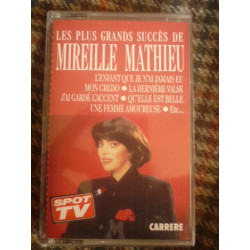 LES PLUS GRANDS SUCCÈS DE
MIREILLE MATHIEU
L'ENFANT QUE JE N'AI JAMAIS EU
MON CREDO • LA DERNIÈRE VALSE
J'AI GARDÉ L'ACCENT • QU'ELLE EST BELLE
UNE FEMME AMOUREUSE • Etc...
SPOT
TV
CARRERE